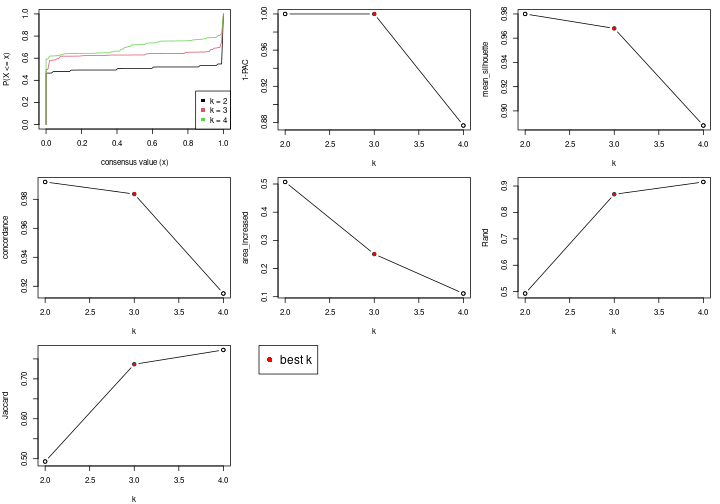 P(X <= x)
1.0
0.8
0.6
0.4
0.2
0.0
k = 2
k = 3
k = 4
0.0 0.2 0.4 0.6 0.8 1.0
consensus value (x)
1-PAC
1.00
0.96
0.92
0.88
2.0 2.5 3.0 3.5 4.0
k
mean_silhouette
0.98
0.96
0.94
0.92
0.90
2.0 2.5 3.0 3.5 4.0
k
concordance
0.98
0.96
0.94
0.92
2.0 2.5 3.0 3.5 4.0
k
area_increased
0.5
0.4
0.3
0.2
0.1
2.0 2.5 3.0 3.5 4.0
k
Rand
0.9
0.8
0.7
0.6
0.5
2.0 2.5 3.0 3.5 4.0
k
Jaccard
0.70
0.60
0.50
2.0 2.5 3.0 3.5 4.0
k
best k